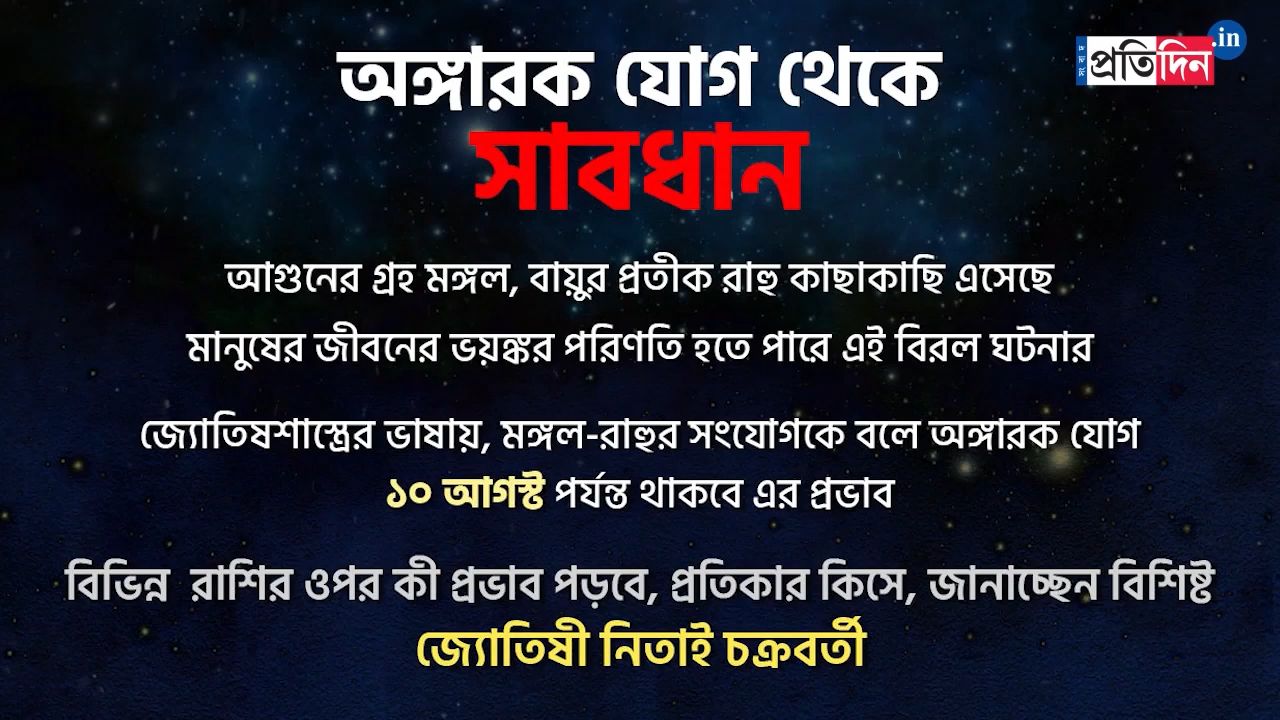 অঙ্গারক যোগ থেকে
সংবাদ প্রতিদিন.in
সাবধান
আগুনের গ্রহ মঙ্গল, বায়ুর প্রতীক রাহু কাছাকাছি এসেছে
মানুষের জীবনের ভয়ঙ্কর পরিণতি হতে পারে এই বিরল ঘটনার
জ্যোতিষশাস্ত্রের ভাষায়, মঙ্গল-রাহুর সংযোগকে বলে অঙ্গারক যোগ
১০ আগস্ট পর্যন্ত থাকবে এর প্রভাব
বিভিন্ন রাশির ওপর কী প্রভাব পড়বে, প্রতিকার কিসে, জানাচ্ছেন বিশিষ্ট
জ্যোতিষী নিতাই চক্রবর্তী